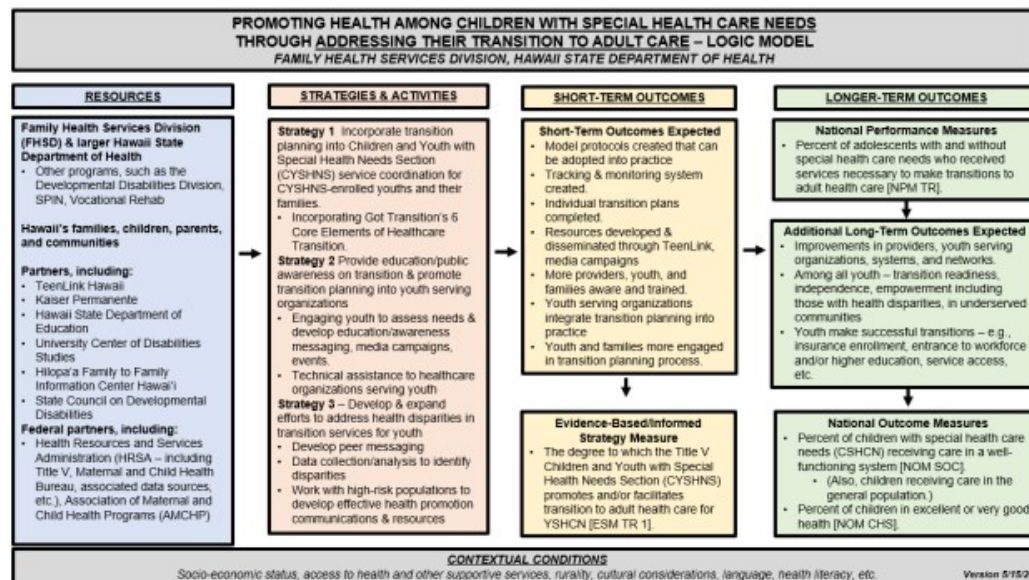 PROMOTING HEALTH AMONG CHILDREN WITH SPECIAL HEALTH CARE NEEDS
THROUGH ADDRESSING THEIR TRANSITION TO ADULT CARE – LOGIC MODEL
FAMILY HEALTH SERVICES DIVISION, HAWAII STATE DEPARTMENT OF HEALTH
RESOURCES
Family Health Services Division
(FHSD) & larger Hawaii State
Department of Health
• Other programs, such as the
Developmental Disabilities Division,
SPIN, Vocational Rehab
Hawaii's families, children, parents,
and communities
Partners, including:
• TeenLink Hawaii
• Kaiser Permanente
• Hawaii State Department of
Education
• University Center of Disabilities
Studies
• Hilopa'a Family to Family
Information Center Hawai'i
• State Council on Developmental
Disabilities
Federal partners, including:
• Health Resources and Services
Administration (HRSA – including
Title V, Maternal and Child Health
Bureau, associated data sources,
etc.), Association of Maternal and
Child Health Programs (AMCHP)
STRATEGIES & ACTIVITIES
Strategy 1 Incorporate transition
planning into Children and Youth with
Special Health Needs Section
(CYSHNS) service coordination for
CYSHNS-enrolled youths and their
families.
• Incorporating Got Transition's 6
Core Elements of Healthcare
Transition.
Strategy 2 Provide education/public
awareness on transition & promote
transition planning into youth serving
organizations
• Engaging youth to assess needs &
develop education/awareness
messaging, media campaigns,
events.
• Technical assistance to healthcare
organizations serving youth
Strategy 3 – Develop & expand
efforts to address health disparities in
transition services for youth
• Develop peer messaging
• Data collection/analysis to identify
disparities
• Work with high-risk populations to
develop effective health promotion
communications & resources
SHORT-TERM OUTCOMES
Short-Term Outcomes Expected
• Model protocols created that can
be adopted into practice
• Tracking & monitoring system
created.
• Individual transition plans
completed.
• Resources developed &
disseminated through TeenLink,
media campaigns
• More providers, youth, and
families aware and trained.
• Youth serving organizations
integrate transition planning into
practice
• Youth and families more engaged
in transition planning process.
Evidence-Based/Informed
Strategy Measure
• The degree to which the Title V
Children and Youth with Special
Health Needs Section (CYSHNS)
promotes and/or facilitates
transition to adult health care for
YSHCN [ESM TR 1].
LONGER-TERM OUTCOMES
National Performance Measures
• Percent of adolescents with and without
special health care needs who received
services necessary to make transitions to
adult health care [NPM TR].
Additional Long-Term Outcomes Expected
• Improvements in providers, youth serving
organizations, systems, and networks.
• Among all youth – transition readiness,
independence, empowerment including
those with health disparities, in underserved
communities
• Youth make successful transitions – e.g.,
insurance enrollment, entrance to workforce
and/or higher education, service access,
etc.
National Outcome Measures
• Percent of children with special health care
needs (CSHCN) receiving care in a well-
functioning system [NOM SOC].
• (Also, children receiving care in the
general population.)
• Percent of children in excellent or very good
health [NOM CHS].
CONTEXTUAL CONDITIONS
Socio-economic status, access to health and other supportive services, rurality, cultural considerations, language, health literacy, etc.
Version